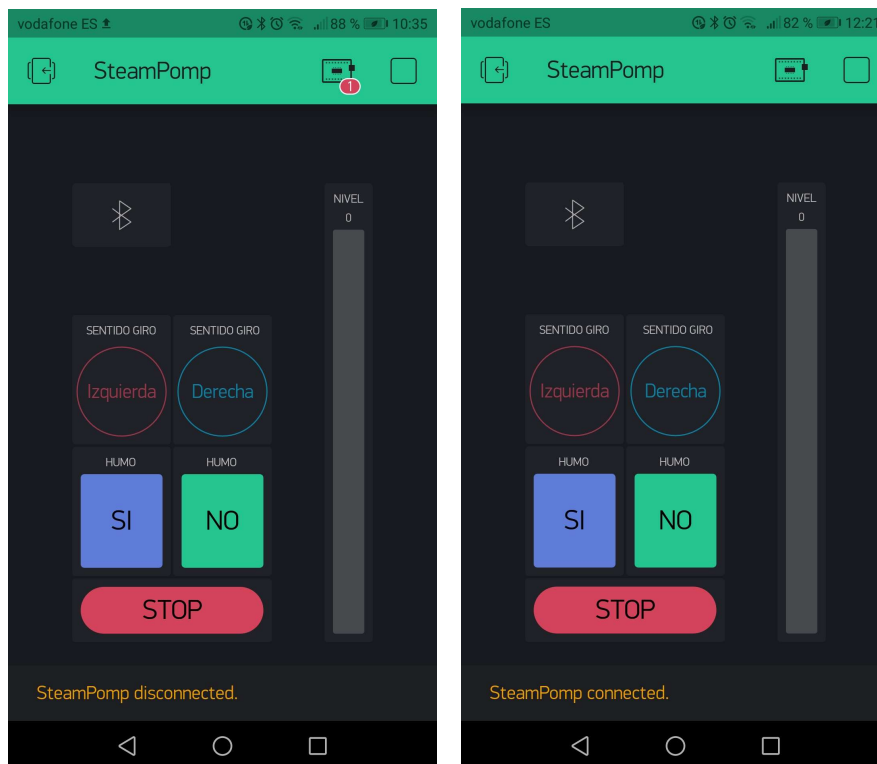 vodafone ES 88 % 10:35
SteamPomp
1
NIVEL
0
SENTIDO GIRO SENTIDO GIRO
Izquierda Derecha
HUMO HUMO
SI NO
STOP
SteamPomp disconnected.
vodafone ES 82 % 12:21
SteamPomp
NIVEL
0
SENTIDO GIRO SENTIDO GIRO
Izquierda Derecha
HUMO HUMO
SI NO
STOP
SteamPomp connected.